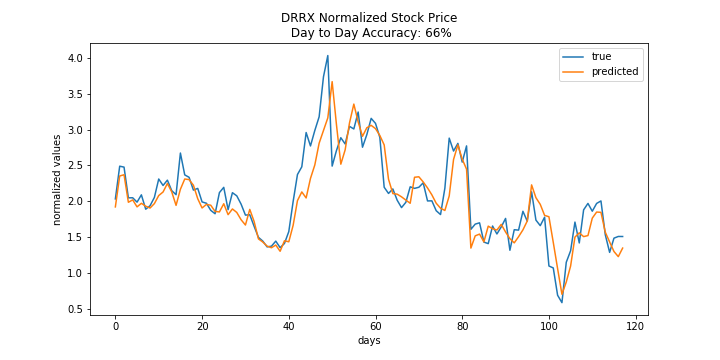 DRRX Normalized Stock Price
Day to Day Accuracy: 66%
true
predicted
normalized values
4.0
3.5
3.0
2.5
2.0
1.5
1.0
0.5
0
20
40
60
80
100
120
days